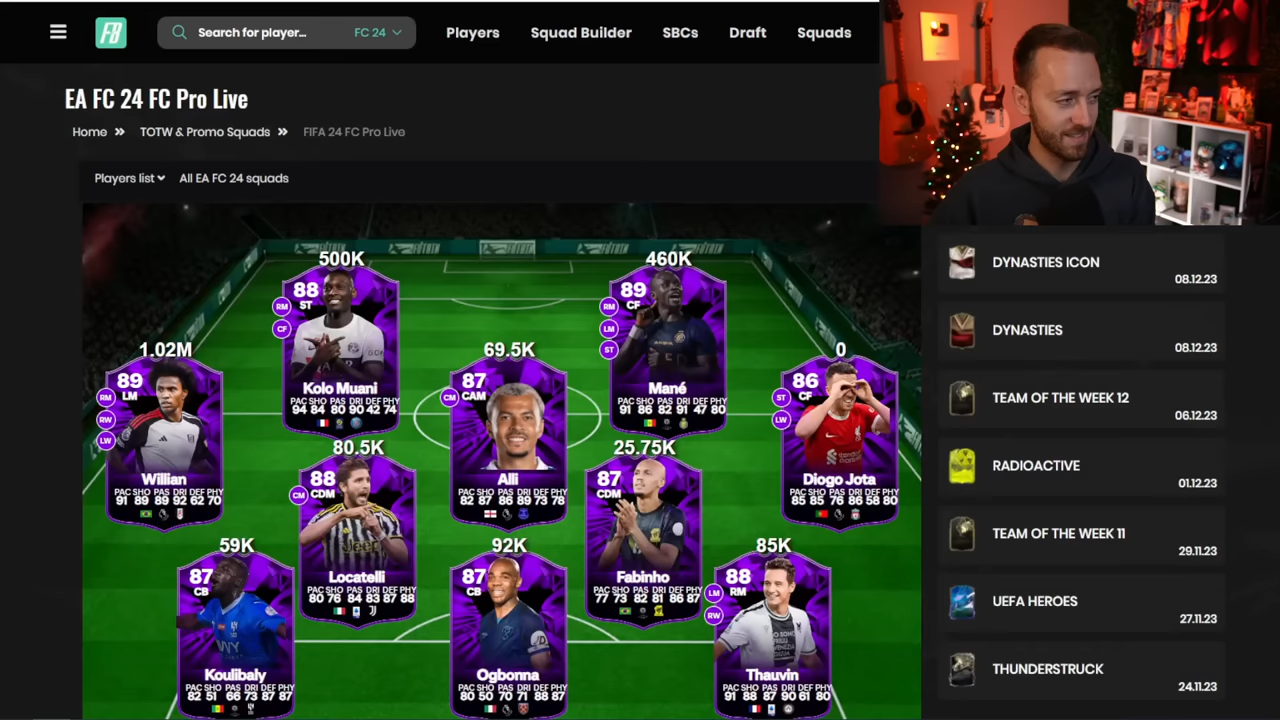 FB
Search for player...
FC 24
Players
Squad Builder
SBCs
Draft
Squads
EA FC 24 FC Pro Live
Home » TOTW & Promo Squads » FIFA 24 FC Pro Live
Players list
All EA FC 24 squads
500K
88
ST
RM
CF
Kolo Muani
PAC SHO PAS DRI DEF PHY
94 84 80 90 42 74
460K
89
CF
RM
LM
ST
Mané
PAC SHO PAS DRI DEF PHY
91 86 82 91 47 80
1.02M
89
LM
RM
RW
LW
Willian
PAC SHO PAS DRI DEF PHY
91 89 89 92 62 70
69.5K
87
CAM
CM
Alli
PAC SHO PAS DRI DEF PHY
82 87 86 89 73 78
0
86
CF
ST
LW
Diogo Jota
PAC SHO PAS DRI DEF PHY
85 85 76 86 58 80
80.5K
88
CDM
CM
Locatelli
PAC SHO PAS DRI DEF PHY
80 76 84 83 87 88
25.75K
87
CDM
Fabinho
PAC SHO PAS DRI DEF PHY
77 73 82 81 86 87
59K
87
CB
Koulibaly
PAC SHO PAS DRI DEF PHY
82 51 66 73 87 87
92K
87
CB
Ogbonna
PAC SHO PAS DRI DEF PHY
80 50 70 71 88 87
85K
88
RM
LM
RW
Thauvin
PAC SHO PAS DRI DEF PHY
91 88 87 90 61 80
DYNASTIES ICON
08.12.23
DYNASTIES
08.12.23
TEAM OF THE WEEK 12
06.12.23
RADIOACTIVE
01.12.23
TEAM OF THE WEEK 11
29.11.23
UEFA HEROES
27.11.23
THUNDERSTRUCK
24.11.23